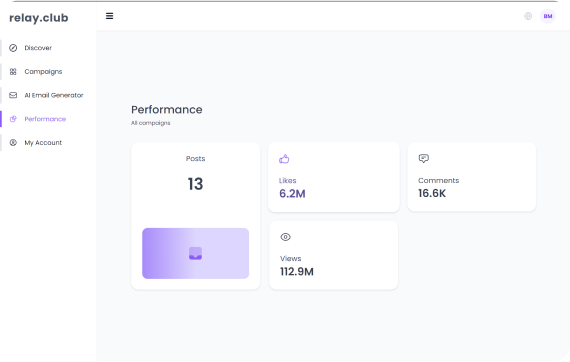 relay.club
BM
Discover
Campaigns
AI Email Generator
Performance
My Account
Performance
All campaigns
Posts
13
Likes
6.2M
Comments
16.6K
Views
112.9M